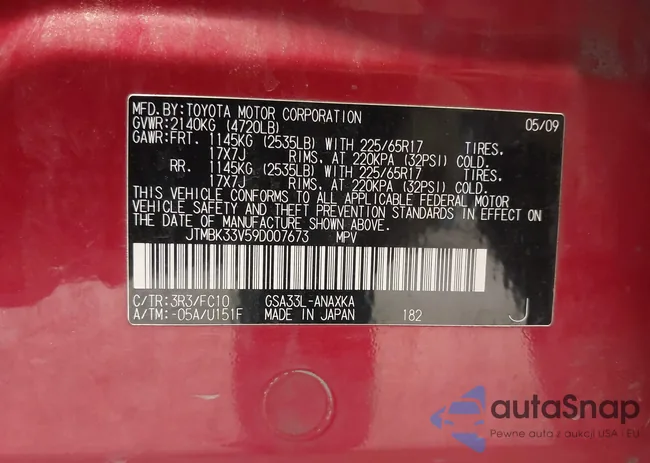 MFD.BY:TOYOTA MOTOR CORPORATION 05/09
GVWR:2140KG (4720LB)
GAWR:FRT. 1145KG (2535LB) WITH 225/65R17 TIRES.
17X7J RIMS. AT 220KPA (32PSI) COLD.
RR. 1145KG (2535LB) WITH 225/65R17 TIRES.
17X7J RIMS. AT 220KPA (32PSI) COLD.
THIS VEHICLE CONFORMS TO ALL APPLICABLE FEDERAL MOTOR
VEHICLE SAFETY AND THEFT PREVENTION STANDARDS IN EFFECT ON
THE DATE OF MANUFACTURE SHOWN ABOVE.
JTMBK33V59D007673 MPV
C/TR:3R3/FC10 GSA33L-ANAXKA
A/TM:-05A/U151F MADE IN JAPAN 182 J
autaSnap
Pewne auta z aukcji USA - EU